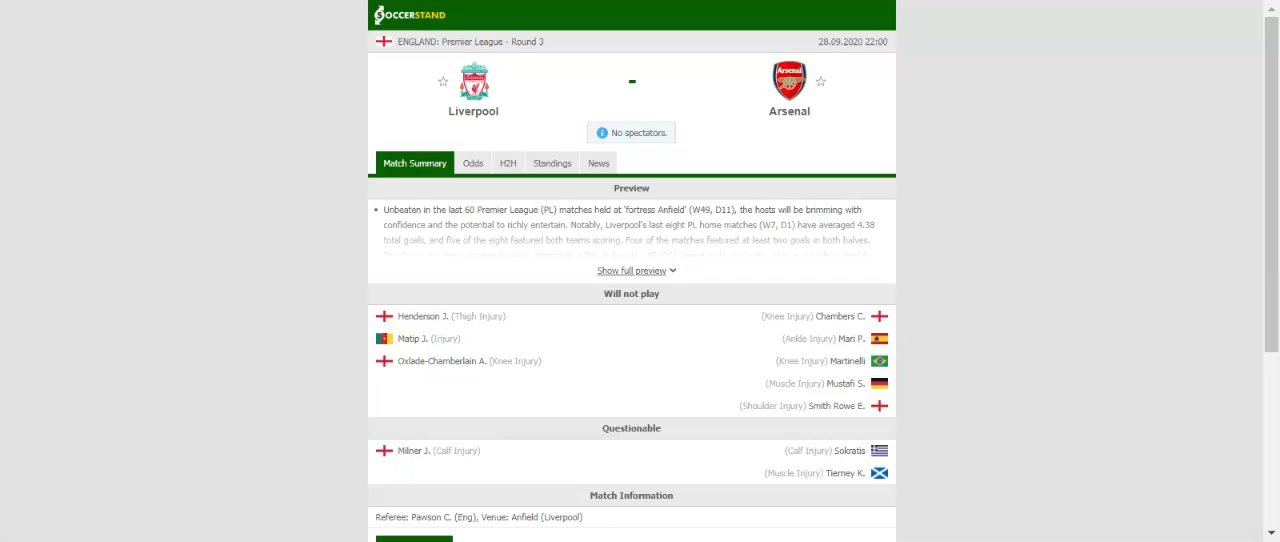 SOCCERSTAND
ENGLAND: Premier League - Round 3 28.09.2020 22:00
Arsenal
- 
Liverpool Arsenal
No spectators.
Match Summary Odds H2H Standings News
Preview
• Unbeaten in the last 60 Premier League (PL) matches held at 'fortress Anfield' (W49, D11), the hosts will be brimming with
confidence and the potential to richly entertain. Notably, Liverpool's last eight PL home matches (W7, D1) have averaged 4.38
total goals, and five of the eight featured both teams scoring. Four of the matches featured at least two goals in both halves.
Show full preview
Will not play
Henderson J. (Thigh Injury) (Knee Injury) Chambers C.
Matip J. (Injury) (Ankle Injury) Mari P.
Oxlade-Chamberlain A. (Knee Injury) (Knee Injury) Martinelli
(Muscle Injury) Mustafi S.
(Shoulder Injury) Smith Rowe E.
Questionable
Milner J. (Calf Injury) (Calf Injury) Sokratis
(Muscle Injury) Tierney K.
Match Information
Referee: Pawson C. (Eng), Venue: Anfield (Liverpool)